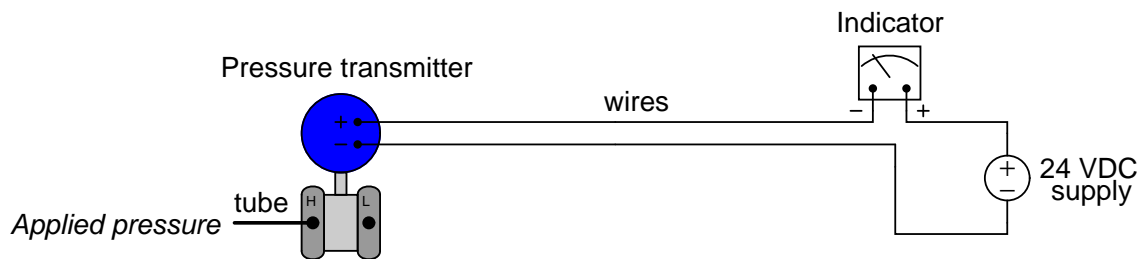 Indicator
Pressure transmitter
wires
− +
+
−
+
−
24 VDC
supply
tube
H L
Applied pressure